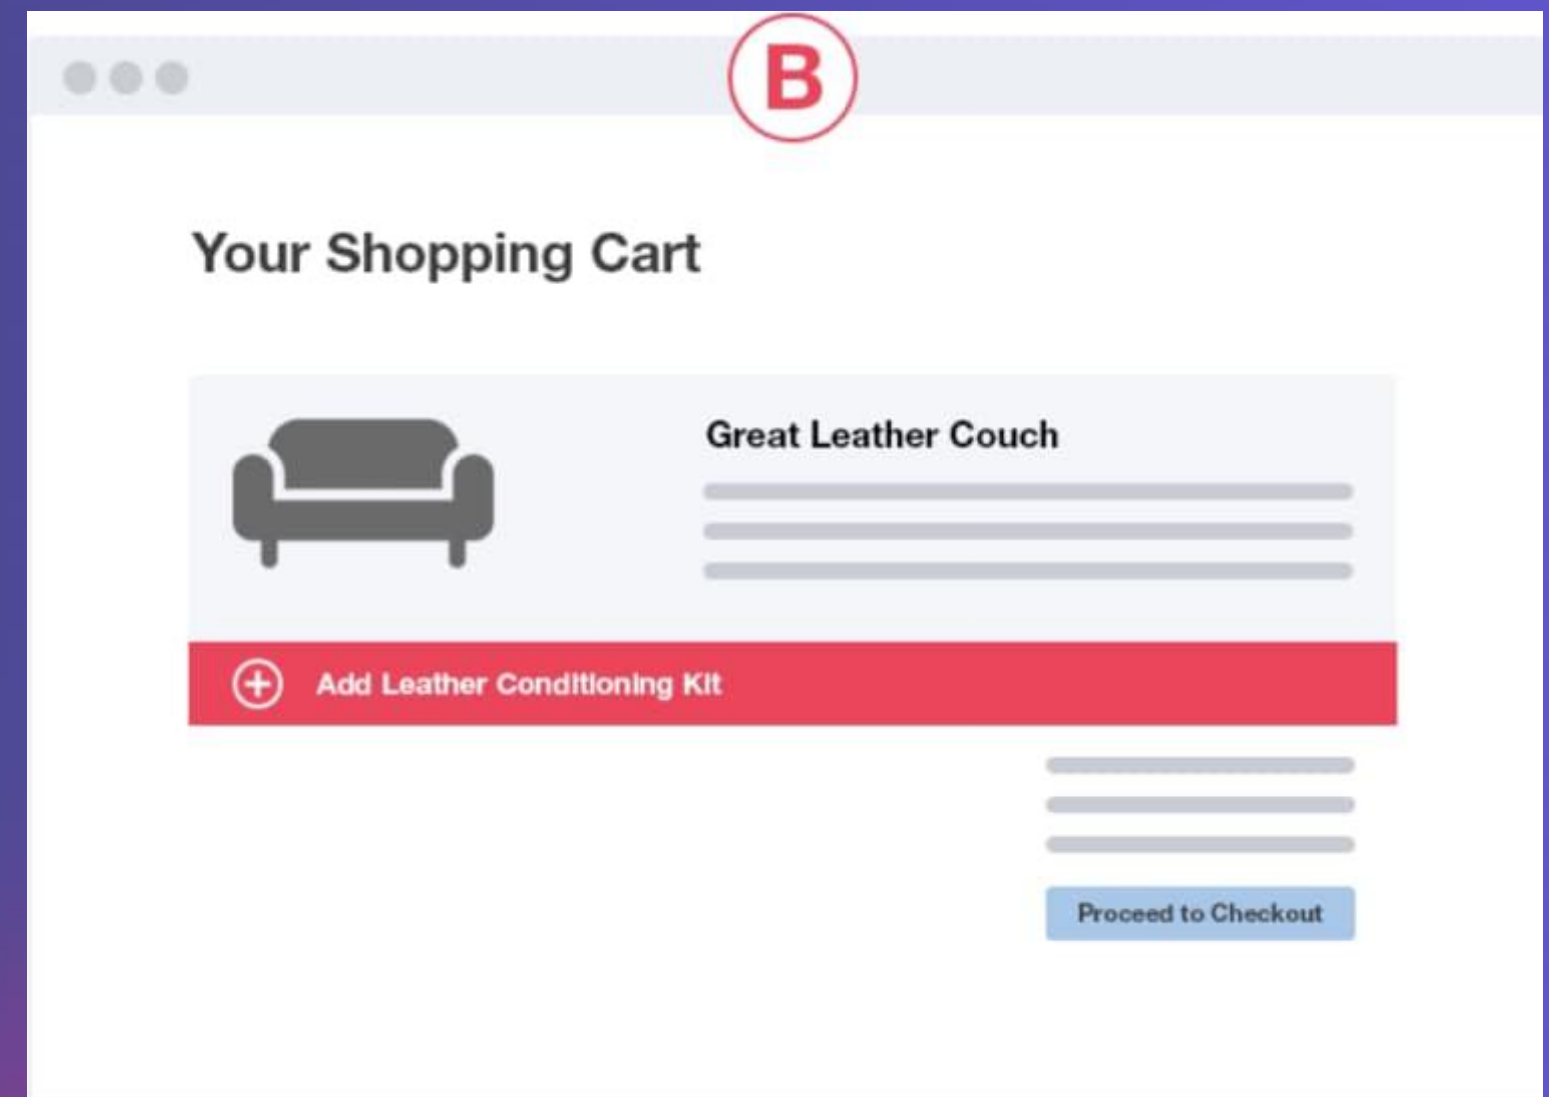 B
Your Shopping Cart
Great Leather Couch
Add Leather Conditioning Kit
Proceed to Checkout